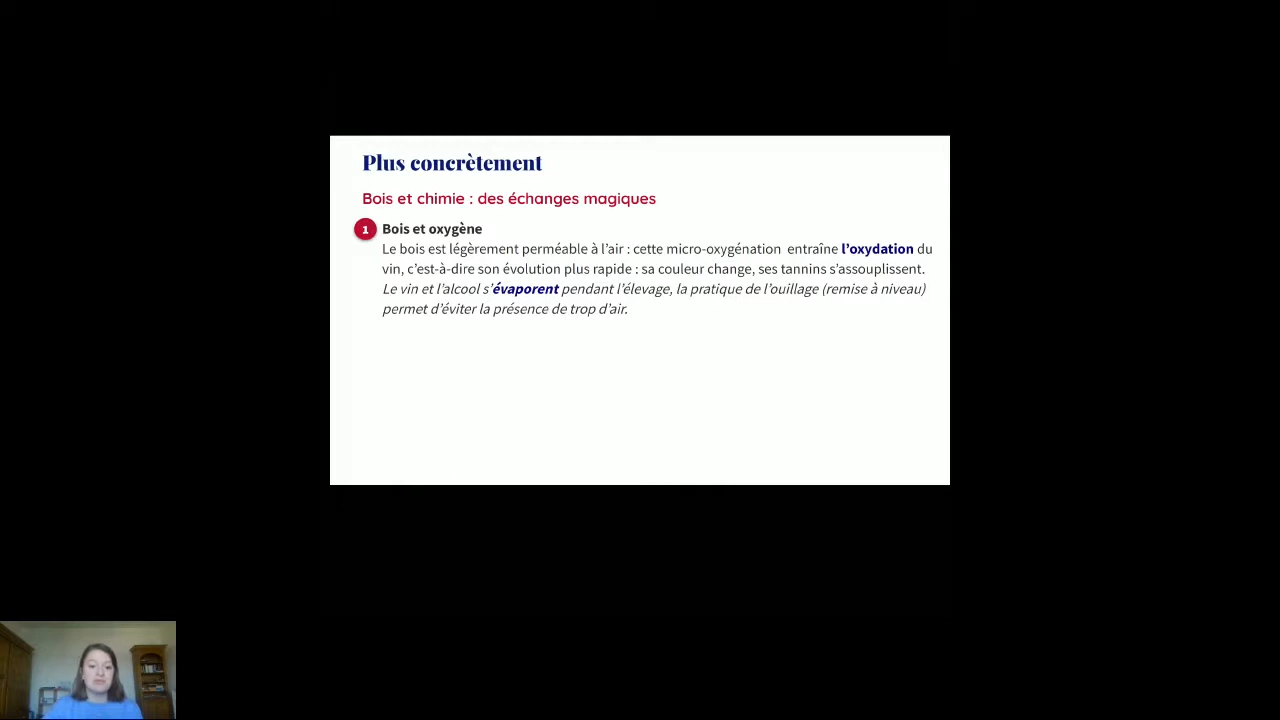 Plus concrètement
Bois et chimie : des échanges magiques
1 Bois et oxygène
Le bois est légèrement perméable à l'air : cette micro-oxygénation entraîne l'oxydation du
vin, c'est-à-dire son évolution plus rapide : sa couleur change, ses tannins s'assouplissent.
Le vin et l'alcool s'évaporent pendant l'élevage, la pratique de l'ouillage (remise à niveau)
permet d'éviter la présence de trop d'air.